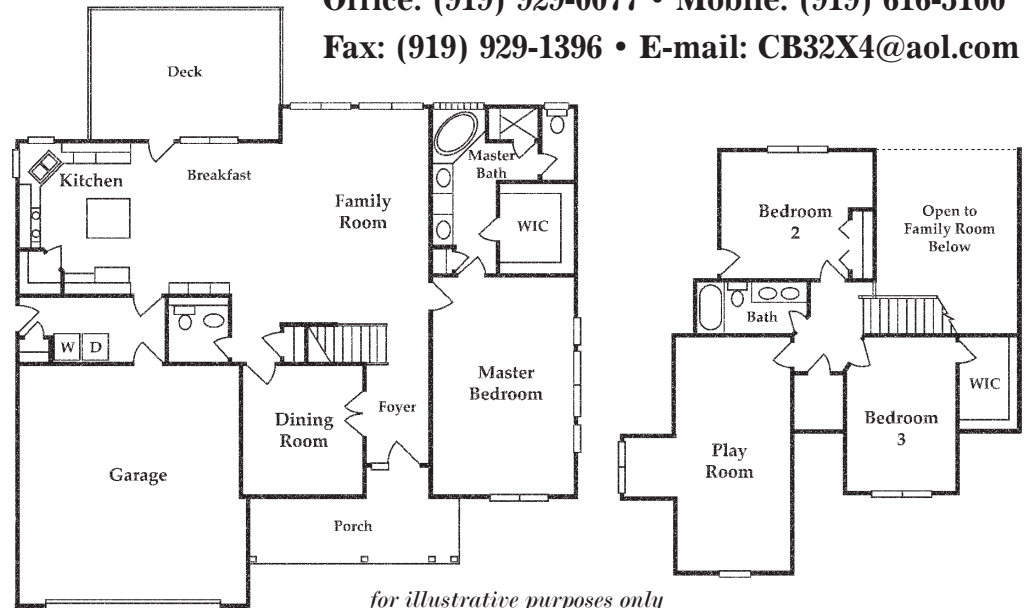 Office: (919) 929-0077 • Mobile: (919) 616-3100
Fax: (919) 929-1396 • E-mail: CB32X4@aol.com
Deck
Kitchen
Breakfast
Family
Room
Master
Bath
WIC
W D
Master
Bedroom
Dining
Room
Foyer
Garage
Porch
Bedroom
2
Open to
Family Room
Below
Bath
WIC
Bedroom
3
Play
Room
for illustrative purposes only